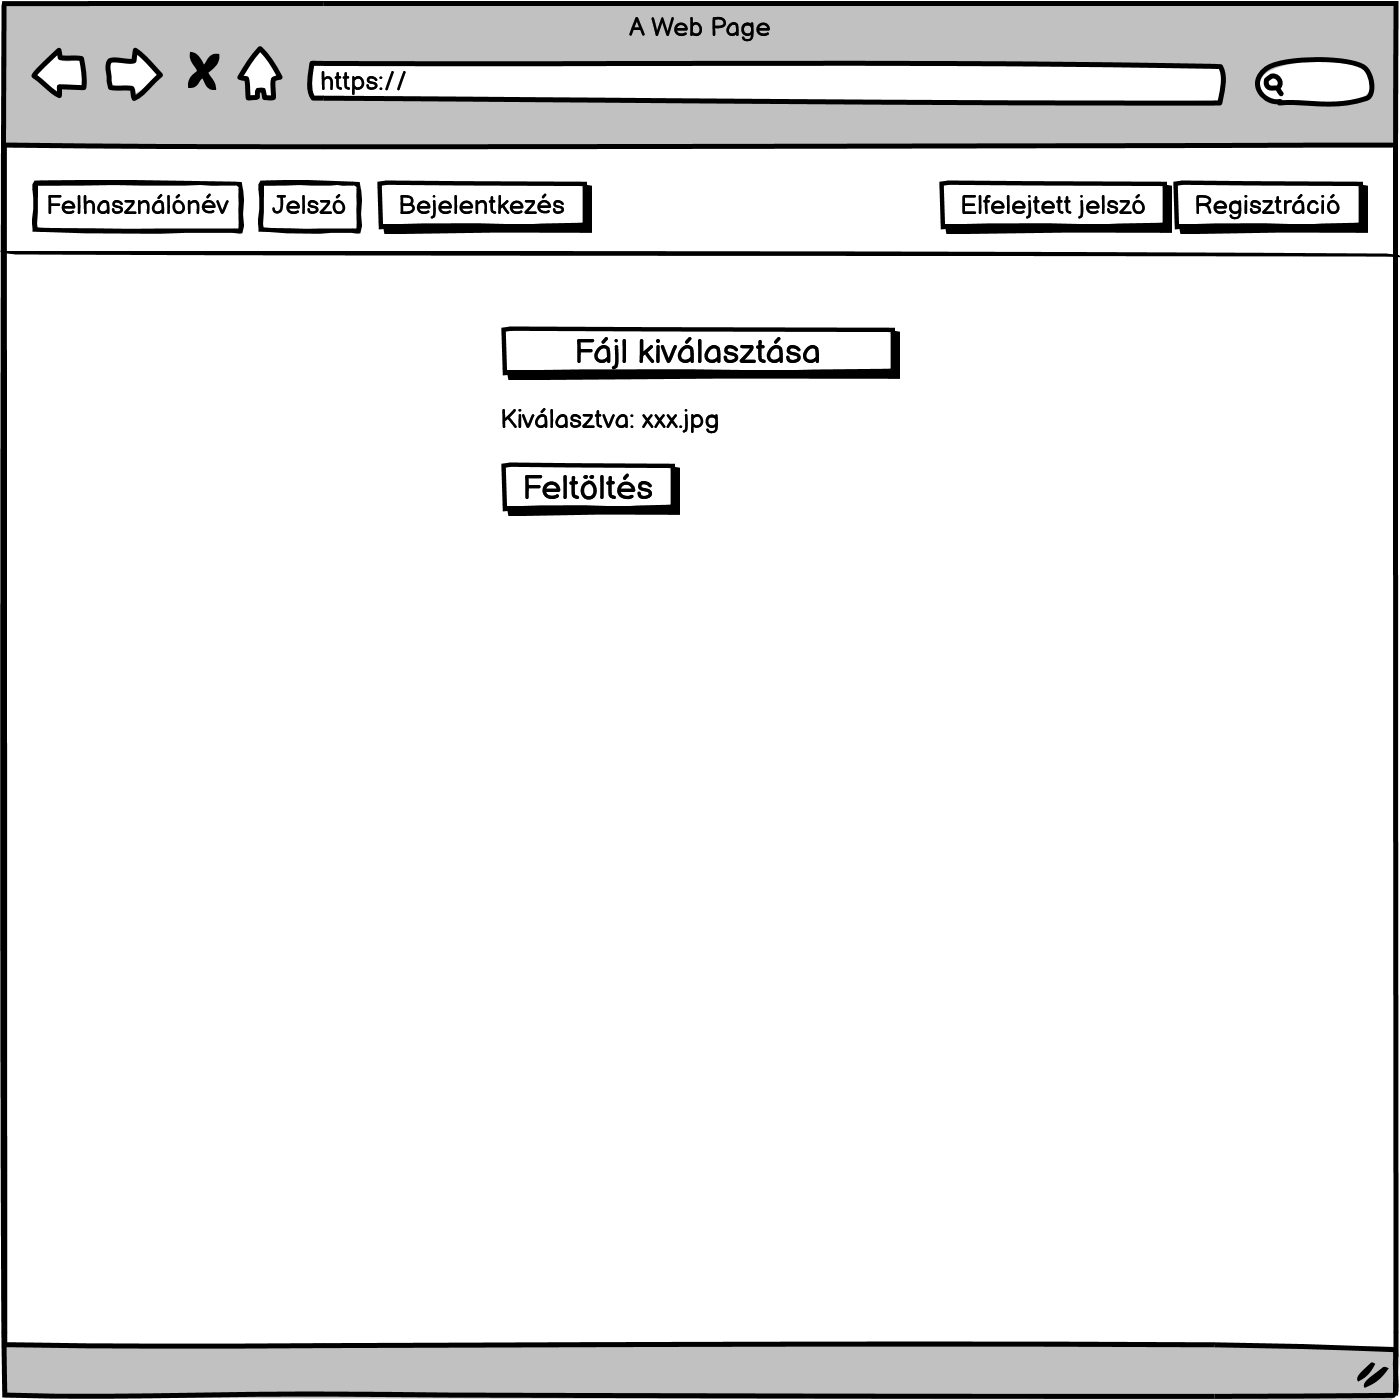 A Web Page
https://
Felhasználónév Jelszó Bejelentkezés Elfelejtett jelszó Regisztráció
Fájl kiválasztása
Kiválasztva: xxx.jpg
Feltöltés